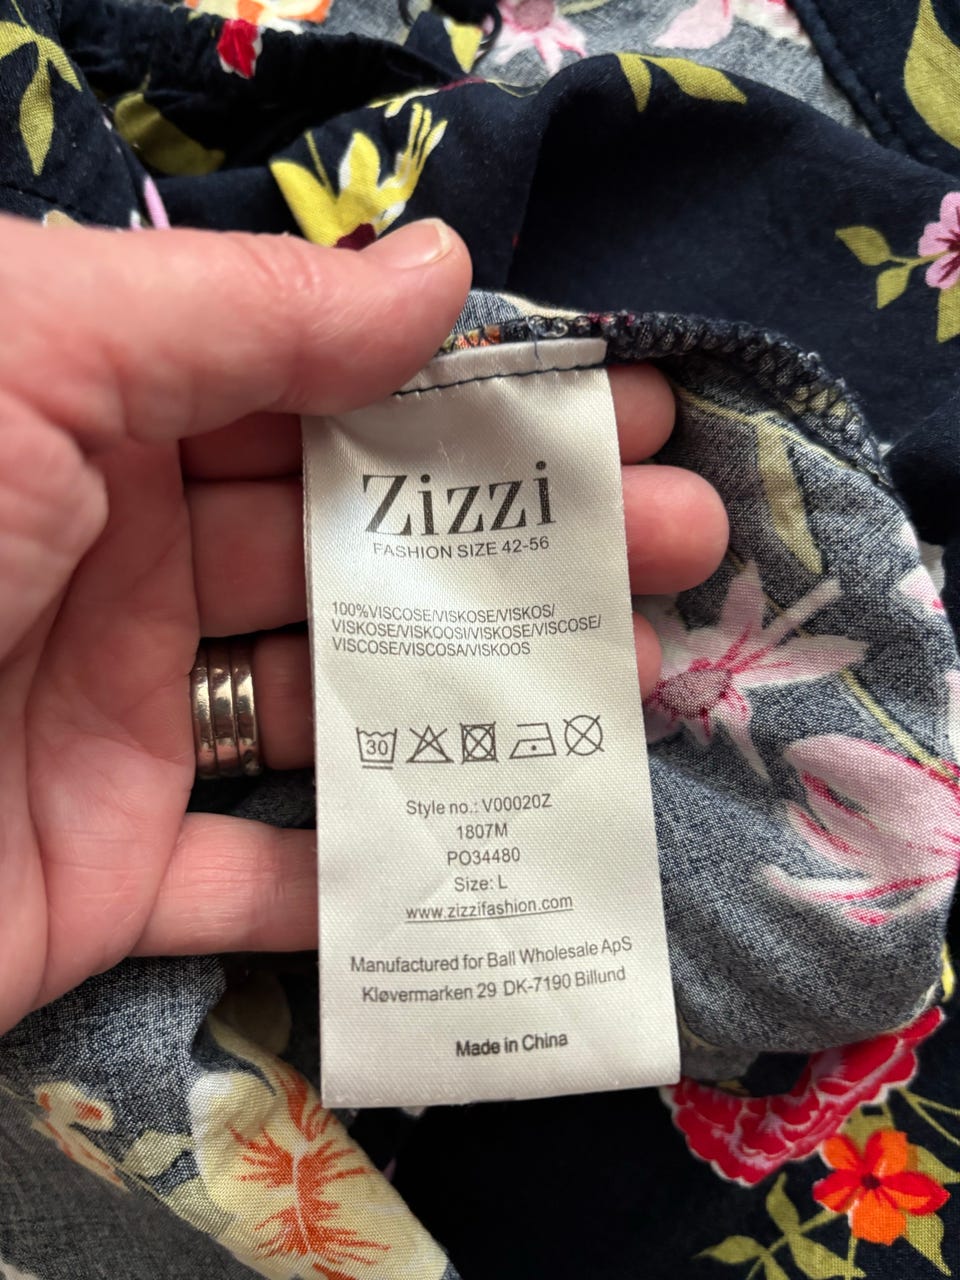 Zizzi
FASHION SIZE 42-56
100%VISCOSE/VISKOSE/VISKOS/
VISKOSE/VISKOOSI/VISKOSE/VISCOSE/
VISCOSE/VISCOSA/VISKOOS
30
Style no.: V00020Z
1807M
PO34480
Size: L
www.zizzifashion.com
Manufactured for Ball Wholesale ApS
Kløvermarken 29 DK-7190 Billund
Made in China